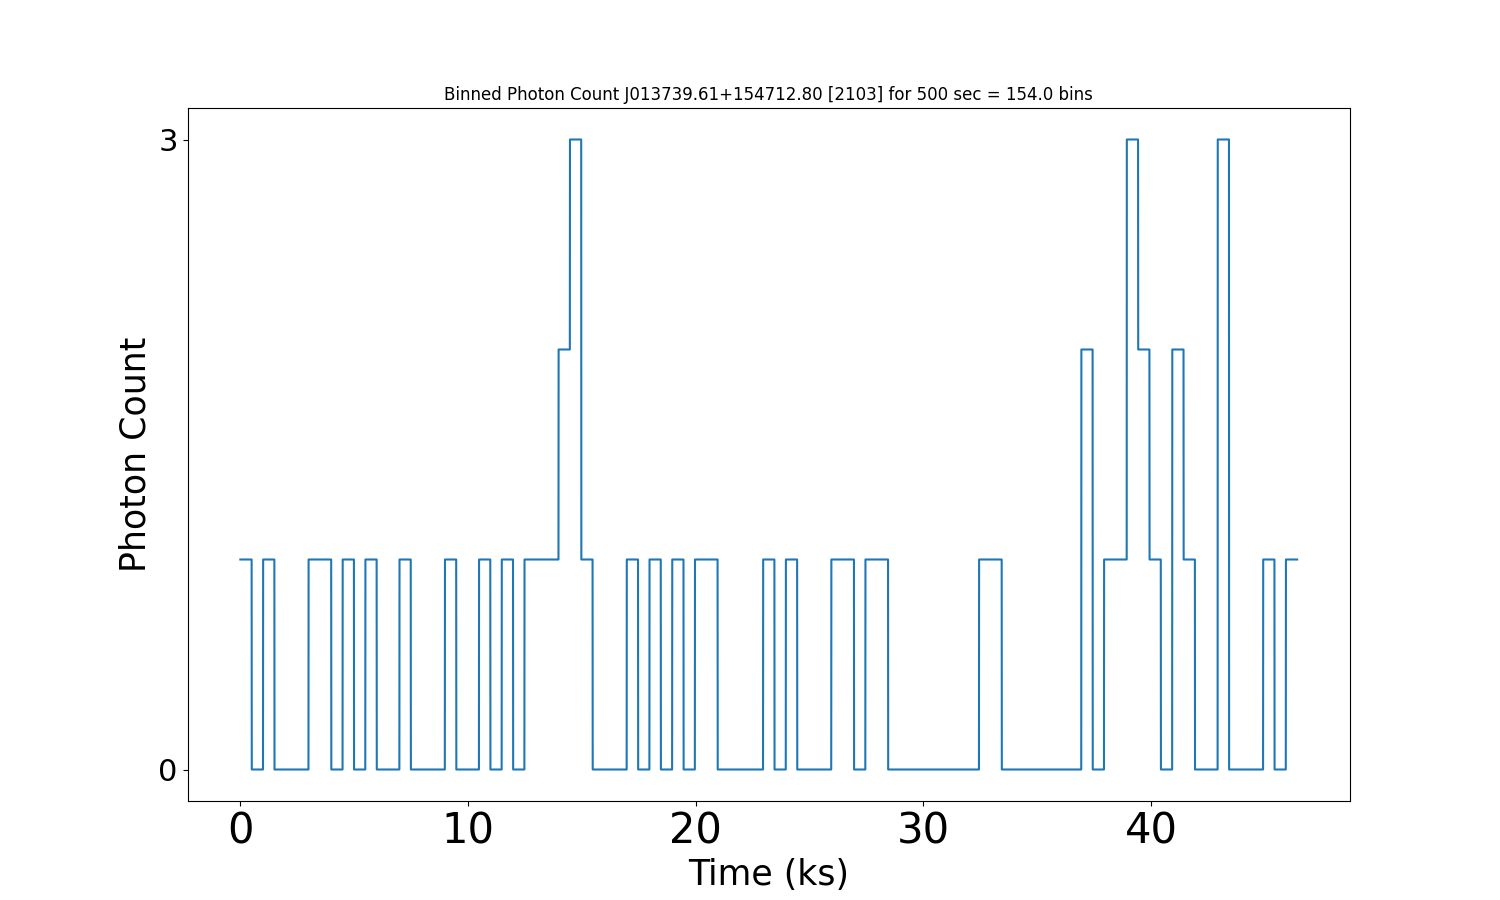 Binned Photon Count J013739.61+154712.80 [2103] for 500 sec = 154.0 bins
3
Photon Count
0
0 10 20 30 40
Time (ks)